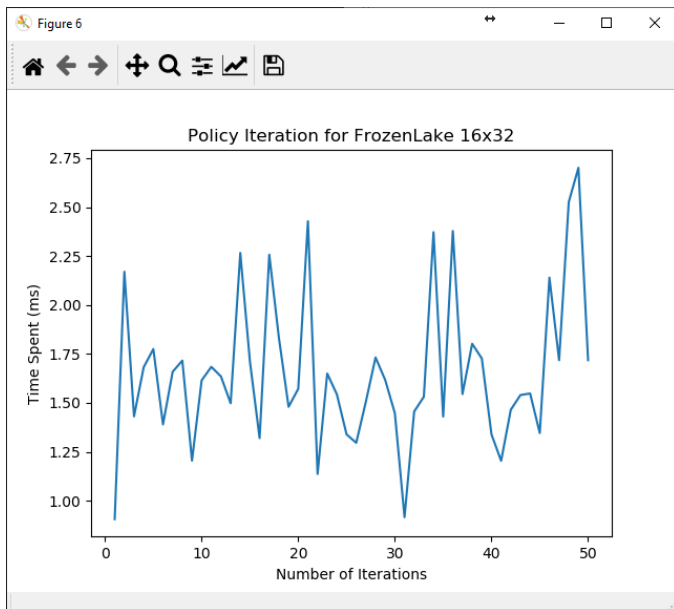 Figure 6
Policy Iteration for FrozenLake 16x32
2.75
2.50
2.25
2.00
1.75
1.50
1.25
1.00
Time Spent (ms)
0 10 20 30 40 50
Number of Iterations